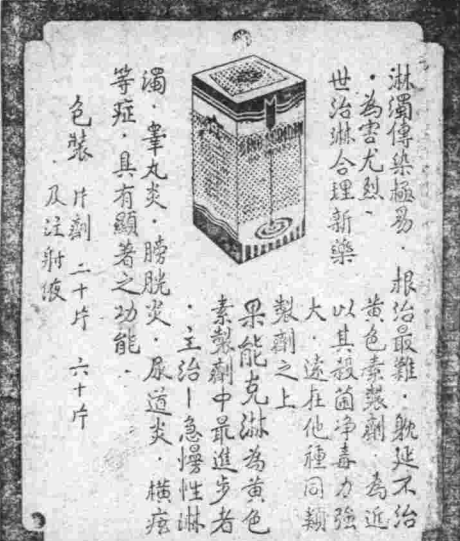 淋濁傳染極易．根治最難．躭延不治
．為害尤烈、黃色素製劑．為近
世治淋合理新藥以其殺菌净毒力強
大．遠在他種同類
製劑之上
果能克淋為黃色
素製劑中最進步者
．主治—急慢性淋
濁．睾丸炎．膀胱炎．尿道炎．橫痃
等症．具有顯著之功能．
色裝片劑二十片 六十片
．及注射液